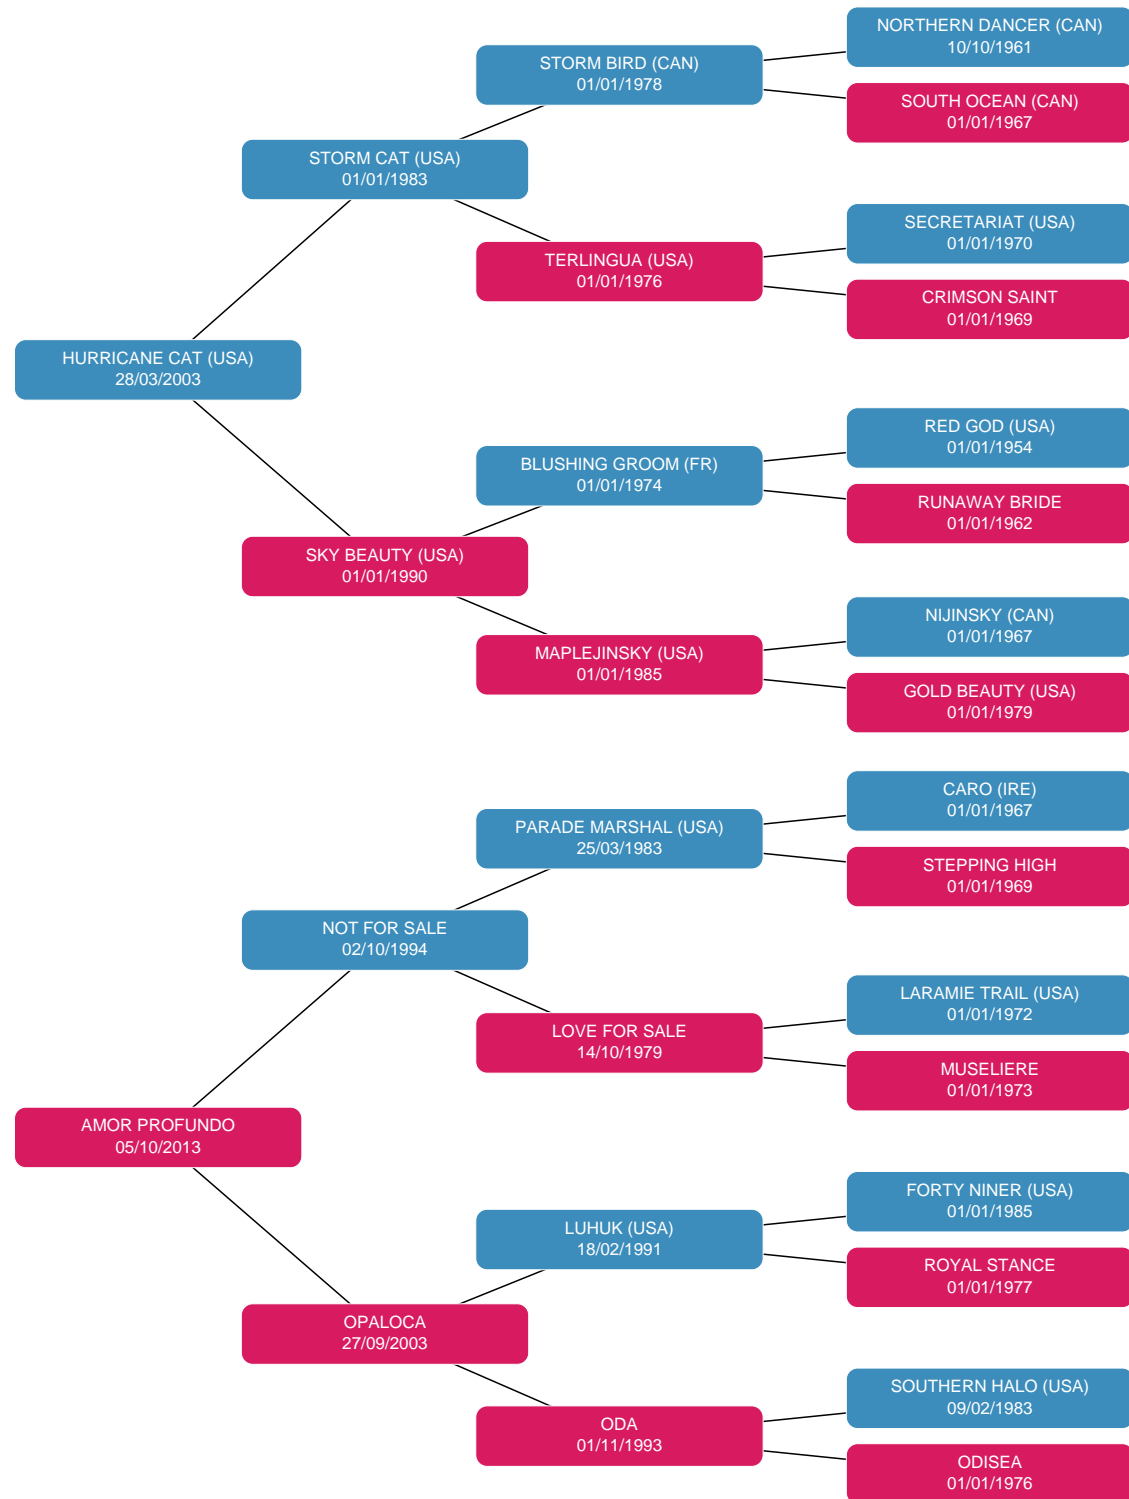 NORTHERN DANCER (CAN)
10/10/1961
STORM BIRD (CAN)
01/01/1978
SOUTH OCEAN (CAN)
01/01/1967
STORM CAT (USA)
01/01/1983
SECRETARIAT (USA)
01/01/1970
TERLINGUA (USA)
01/01/1976
CRIMSON SAINT
01/01/1969
HURRICANE CAT (USA)
28/03/2003
RED GOD (USA)
01/01/1954
BLUSHING GROOM (FR)
01/01/1974
RUNAWAY BRIDE
01/01/1962
SKY BEAUTY (USA)
01/01/1990
NIJINSKY (CAN)
01/01/1967
MAPLEJINSKY (USA)
01/01/1985
GOLD BEAUTY (USA)
01/01/1979
CARO (IRE)
01/01/1967
PARADE MARSHAL (USA)
25/03/1983
STEPPING HIGH
01/01/1969
NOT FOR SALE
02/10/1994
LARAMIE TRAIL (USA)
01/01/1972
LOVE FOR SALE
14/10/1979
MUSELIERE
01/01/1973
AMOR PROFUNDO
05/10/2013
FORTY NINER (USA)
01/01/1985
LUHUK (USA)
18/02/1991
ROYAL STANCE
01/01/1977
OPALOCA
27/09/2003
SOUTHERN HALO (USA)
09/02/1983
ODA
01/11/1993
ODISEA
01/01/1976